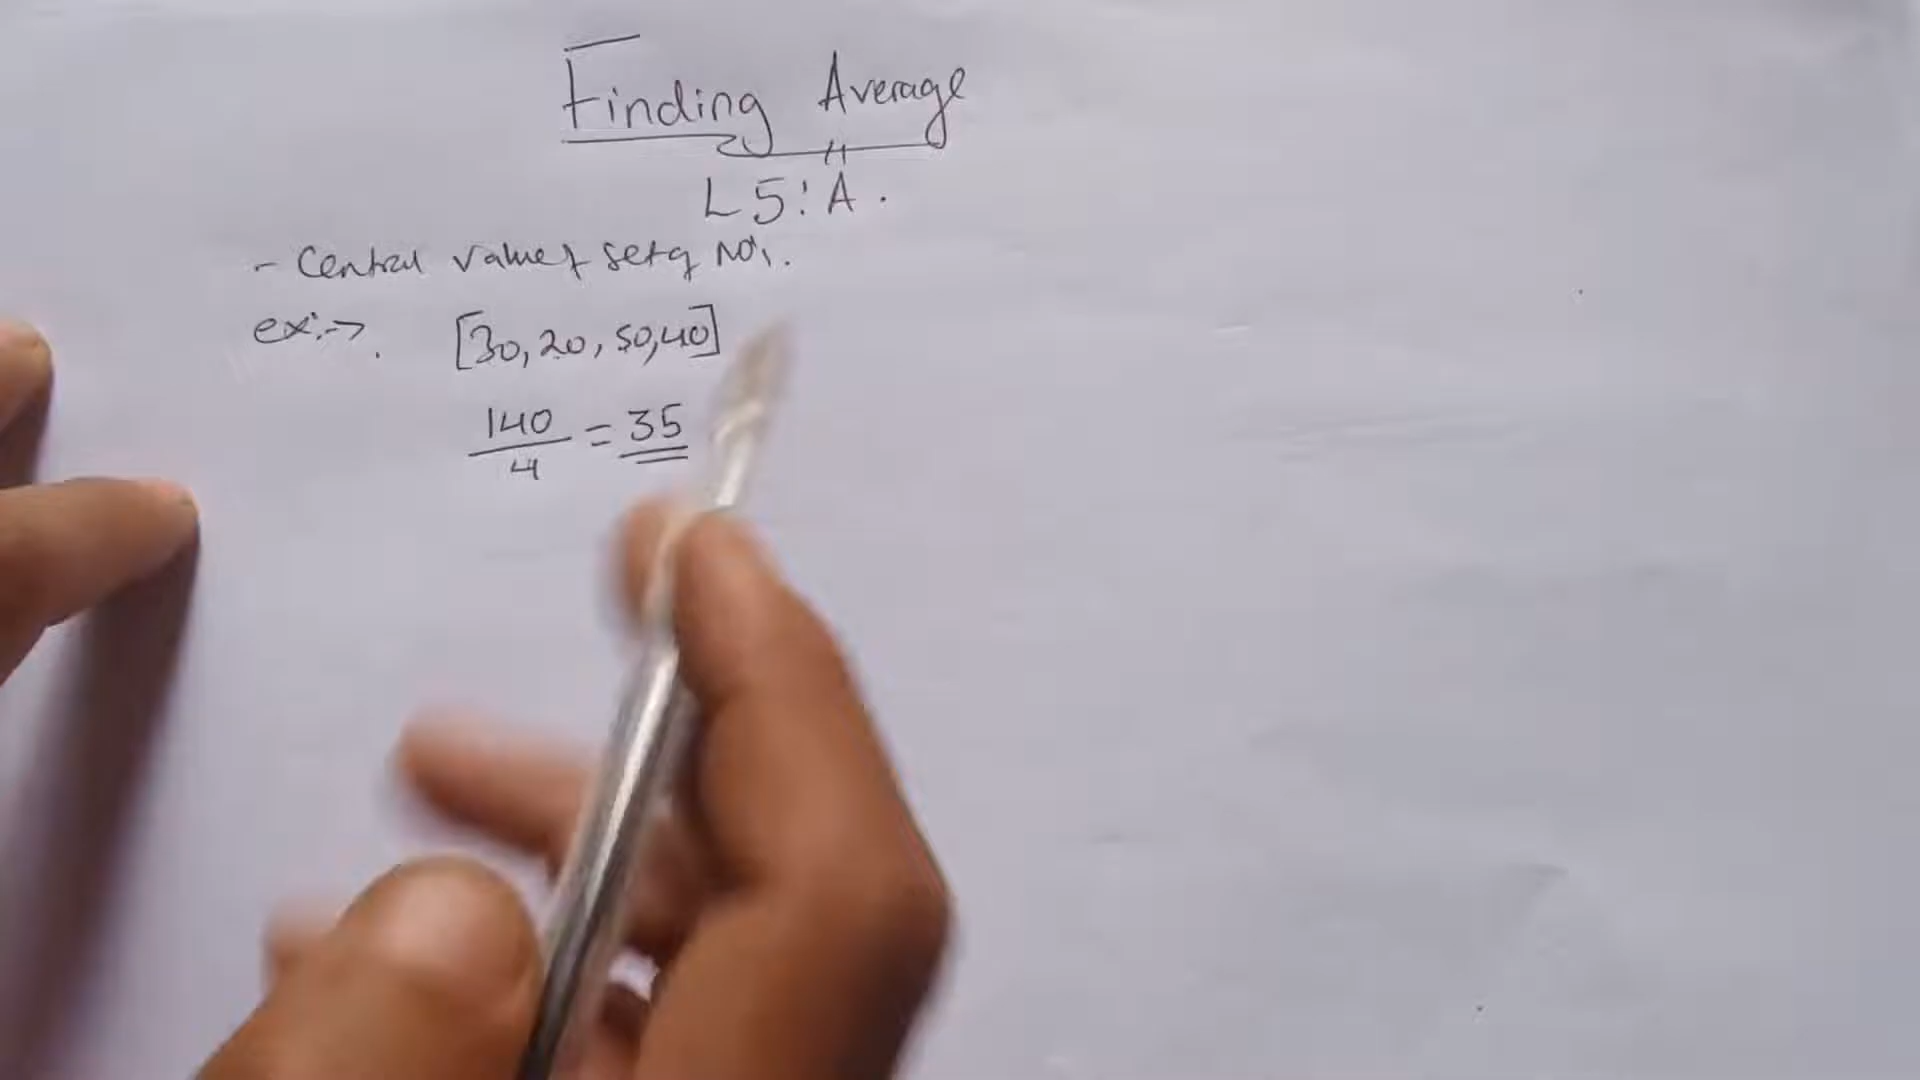 Finding Average
L5:A.
- Central value of set of No's.
ex:->. [30, 20, 50, 40]
140
4
= 35